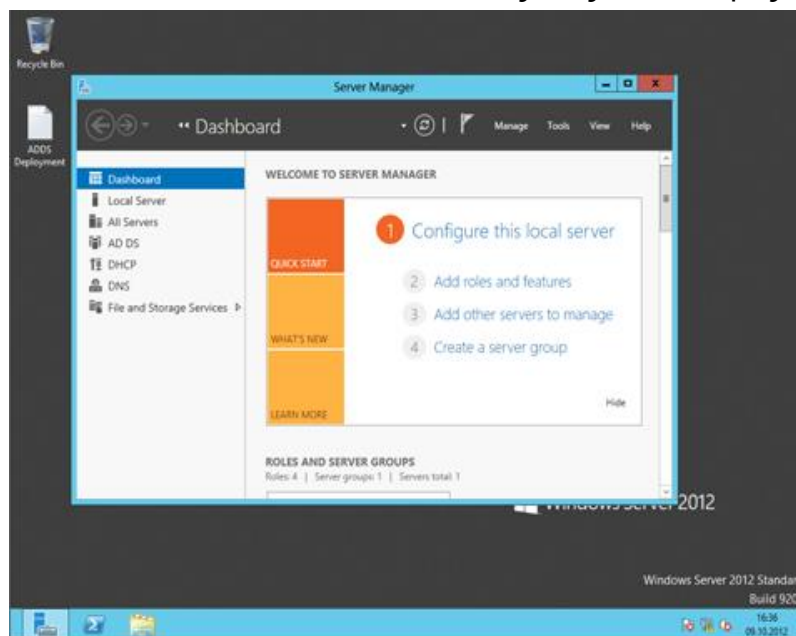 Recycle Bin
ADDS
Deployment
Server Manager
Dashboard
Manage Tools View Help
Dashboard
Local Server
All Servers
AD DS
DHCP
DNS
File and Storage Services
WELCOME TO SERVER MANAGER
QUICK START
WHAT'S NEW
LEARN MORE
1 Configure this local server
2 Add roles and features
3 Add other servers to manage
4 Create a server group
Hide
ROLES AND SERVER GROUPS
Roles: 4 | Server groups: 1 | Servers total: 1
2012
Windows Server 2012 Standar
Build 920
16:36
09.10.2012